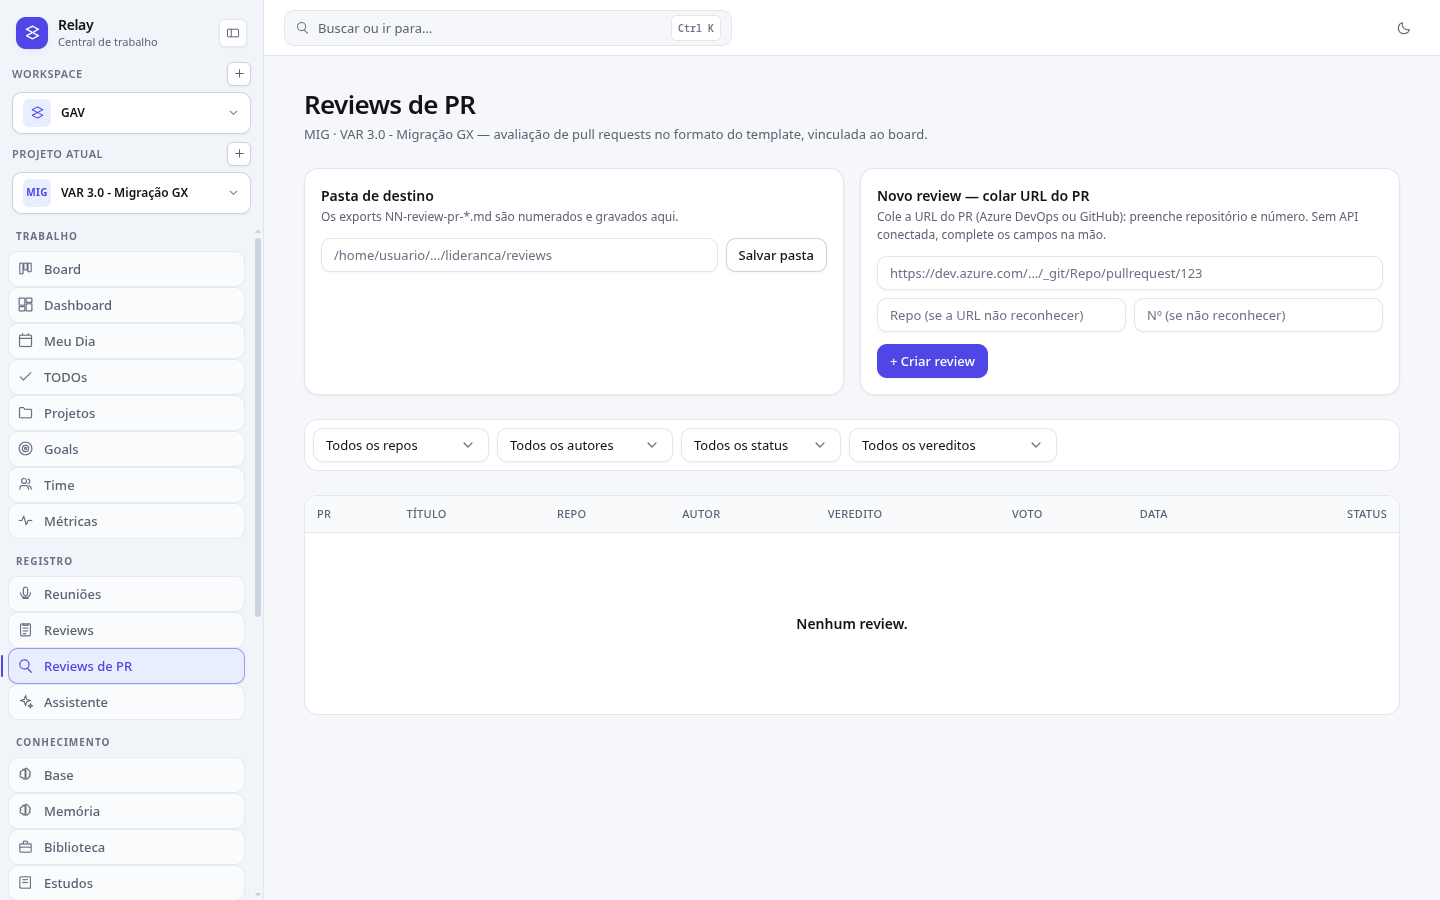 Relay
Central de trabalho
WORKSPACE
GAV
PROJETO ATUAL
MIG VAR 3.0 - Migração GX
TRABALHO
Board
Dashboard
Meu Dia
TODOs
Projetos
Goals
Time
Métricas
REGISTRO
Reuniões
Reviews
Reviews de PR
Assistente
CONHECIMENTO
Base
Memória
Biblioteca
Estudos
Buscar ou ir para... Ctrl K
Reviews de PR
MIG · VAR 3.0 - Migração GX — avaliação de pull requests no formato do template, vinculada ao board.
Pasta de destino
Os exports NN-review-pr-*.md são numerados e gravados aqui.
/home/usuario/.../lideranca/reviews Salvar pasta
Novo review — colar URL do PR
Cole a URL do PR (Azure DevOps ou GitHub): preenche repositório e número. Sem API
conectada, complete os campos na mão.
https://dev.azure.com/.../_git/Repo/pullrequest/123
Repo (se a URL não reconhecer) Nº (se não reconhecer)
+ Criar review
Todos os repos Todos os autores Todos os status Todos os vereditos
PR TÍTULO REPO AUTOR VEREDITO VOTO DATA STATUS
Nenhum review.